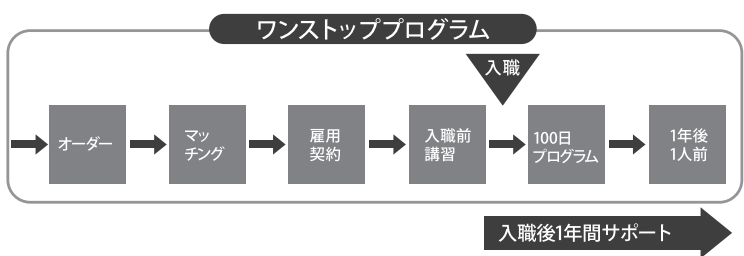 ワンストッププログラム
入職
オーダー
マッ
チング
雇用
契約
入職前
講習
100日
プログラム
1年後
1人前
入職後1年間サポート